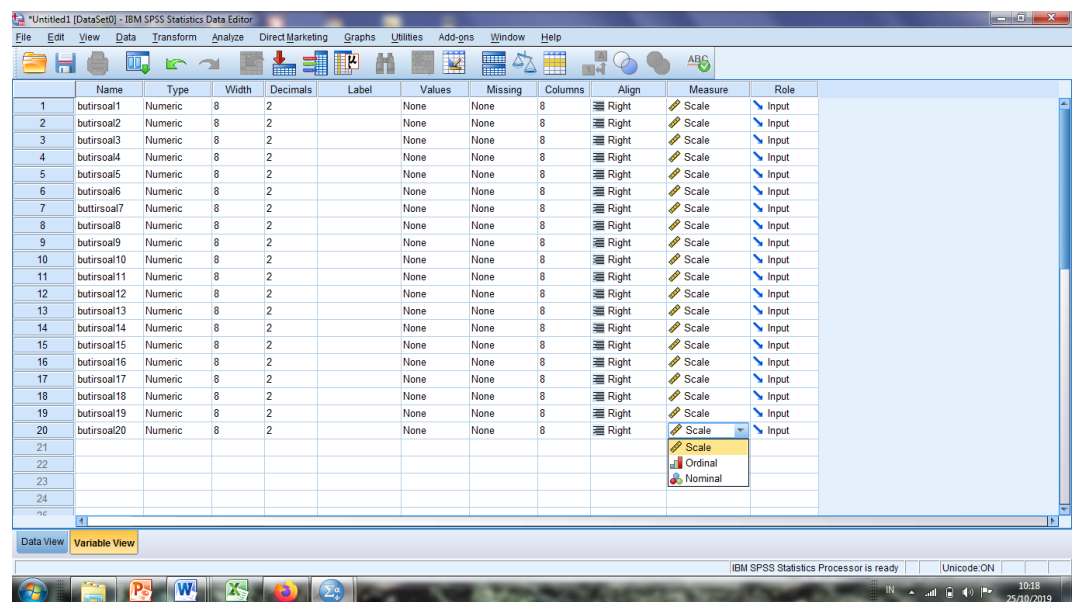 *Untitled1 [DataSet0] - IBM SPSS Statistics Data Editor
File Edit View Data Transform Analyze Direct Marketing Graphs Utilities Add-ons Window Help
Name Type Width Decimals Label Values Missing Columns Align Measure Role
1 butirsoal1 Numeric 8 2 None None 8 Right Scale Input
2 butirsoal2 Numeric 8 2 None None 8 Right Scale Input
3 butirsoal3 Numeric 8 2 None None 8 Right Scale Input
4 butirsoal4 Numeric 8 2 None None 8 Right Scale Input
5 butirsoal5 Numeric 8 2 None None 8 Right Scale Input
6 butirsoal6 Numeric 8 2 None None 8 Right Scale Input
7 buttirsoal7 Numeric 8 2 None None 8 Right Scale Input
8 butirsoal8 Numeric 8 2 None None 8 Right Scale Input
9 butirsoal9 Numeric 8 2 None None 8 Right Scale Input
10 butirsoal10 Numeric 8 2 None None 8 Right Scale Input
11 butirsoal11 Numeric 8 2 None None 8 Right Scale Input
12 butirsoal12 Numeric 8 2 None None 8 Right Scale Input
13 butirsoal13 Numeric 8 2 None None 8 Right Scale Input
14 butirsoal14 Numeric 8 2 None None 8 Right Scale Input
15 butirsoal15 Numeric 8 2 None None 8 Right Scale Input
16 butirsoal16 Numeric 8 2 None None 8 Right Scale Input
17 butirsoal17 Numeric 8 2 None None 8 Right Scale Input
18 butirsoal18 Numeric 8 2 None None 8 Right Scale Input
19 butirsoal19 Numeric 8 2 None None 8 Right Scale Input
20 butirsoal20 Numeric 8 2 None None 8 Right Scale Input
21 Scale
22 Ordinal
23 Nominal
24
Data View Variable View
IBM SPSS Statistics Processor is ready Unicode:ON
IN 10:18
25/10/2019